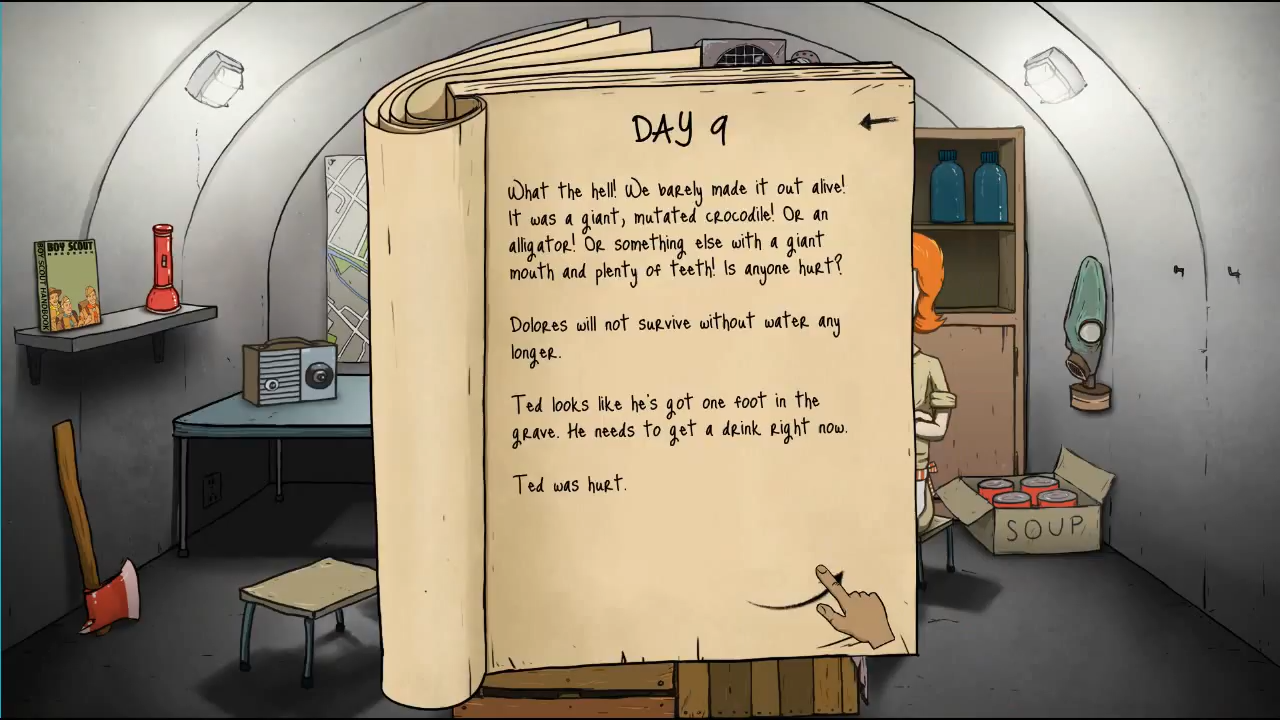 DAY 9
What the hell! We barely made it out alive!
It was a giant, mutated crocodile! Or an
alligator! Or something else with a giant
mouth and plenty of teeth! Is anyone hurt?
Dolores will not survive without water any
longer.
Ted looks like he's got one foot in the
grave. He needs to get a drink right now.
Ted was hurt.
BOY SCOUT
BOY SCOUT HANDBOOK
SOUP